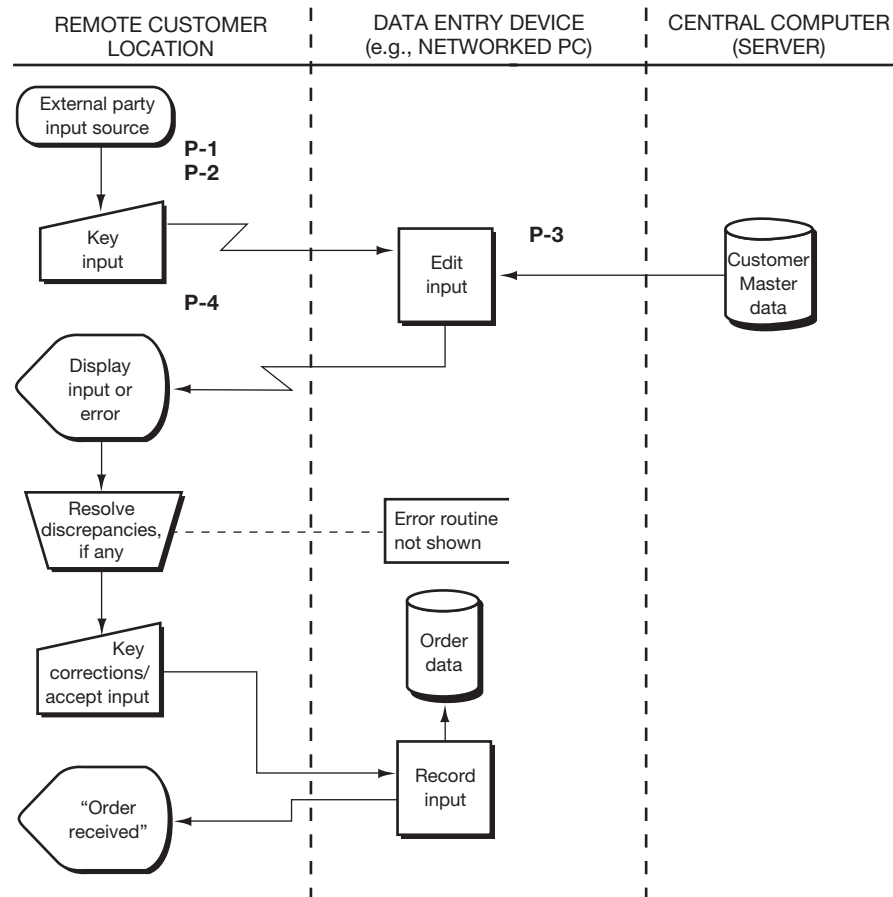 REMOTE CUSTOMER
LOCATION
DATA ENTRY DEVICE
(e.g., NETWORKED PC)
CENTRAL COMPUTER
(SERVER)
External party
input source
P-1
P-2
Key
input
P-3
Edit
input
Customer
Master
data
P-4
Display
input or
error
Resolve
discrepancies,
if any
Error routine
not shown
Order
data
Key
corrections/
accept input
Record
input
“Order
received”